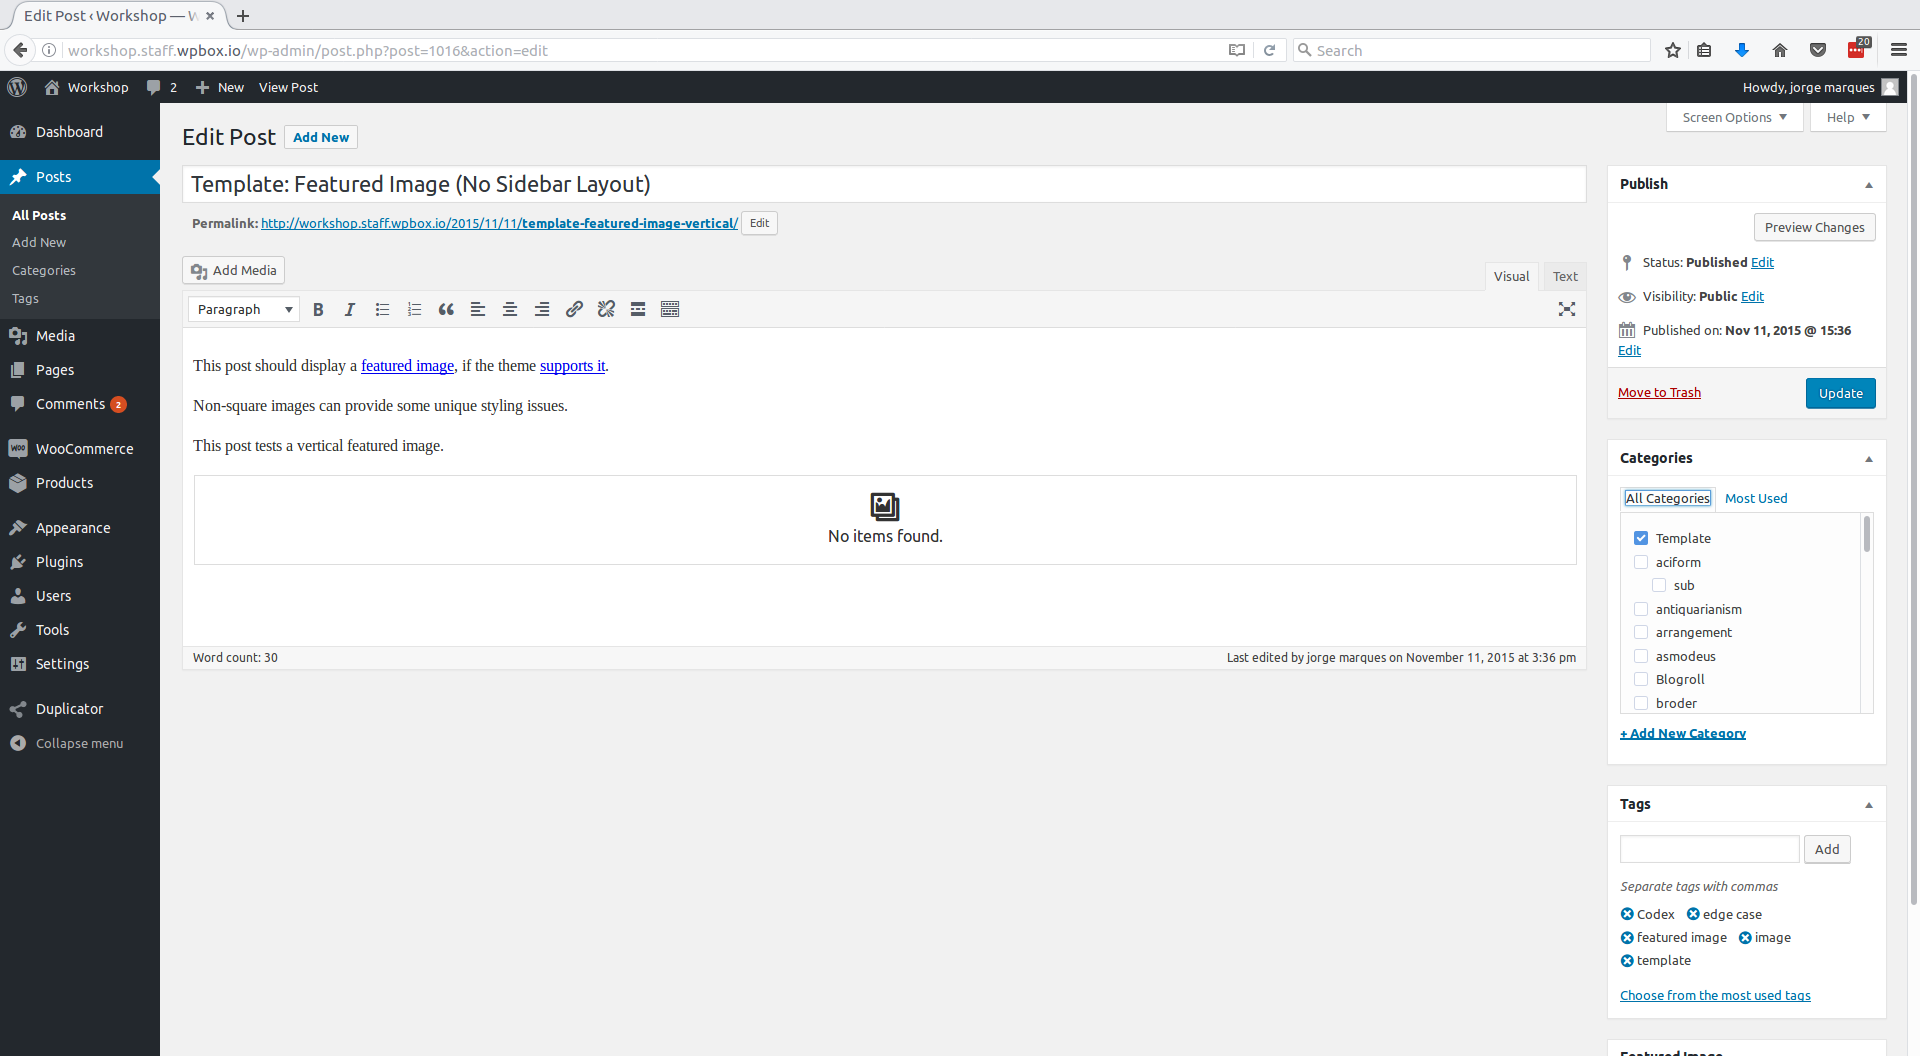 Edit Post ‹ Workshop — W
workshop.staff.wpbox.io/wp-admin/post.php?post=1016&action=edit
Search
20
Workshop
2
New
View Post
Howdy, jorge marques
Dashboard
Posts
All Posts
Add New
Categories
Tags
Media
Pages
Comments 2
WooCommerce
Products
Appearance
Plugins
Users
Tools
Settings
Duplicator
Collapse menu
Screen Options
Help
Edit Post
Add New
Template: Featured Image (No Sidebar Layout)
Permalink: http://workshop.staff.wpbox.io/2015/11/11/template-featured-image-vertical/ Edit
Add Media
Visual
Text
Paragraph
This post should display a featured image, if the theme supports it.
Non-square images can provide some unique styling issues.
This post tests a vertical featured image.
No items found.
Word count: 30
Last edited by jorge marques on November 11, 2015 at 3:36 pm
Publish
Preview Changes
Status: Published Edit
Visibility: Public Edit
Published on: Nov 11, 2015 @ 15:36
Edit
Move to Trash
Update
Categories
All Categories
Most Used
Template
aciform
sub
antiquarianism
arrangement
asmodeus
Blogroll
broder
+ Add New Category
Tags
Add
Separate tags with commas
Codex
edge case
featured image
image
template
Choose from the most used tags
Featured Image